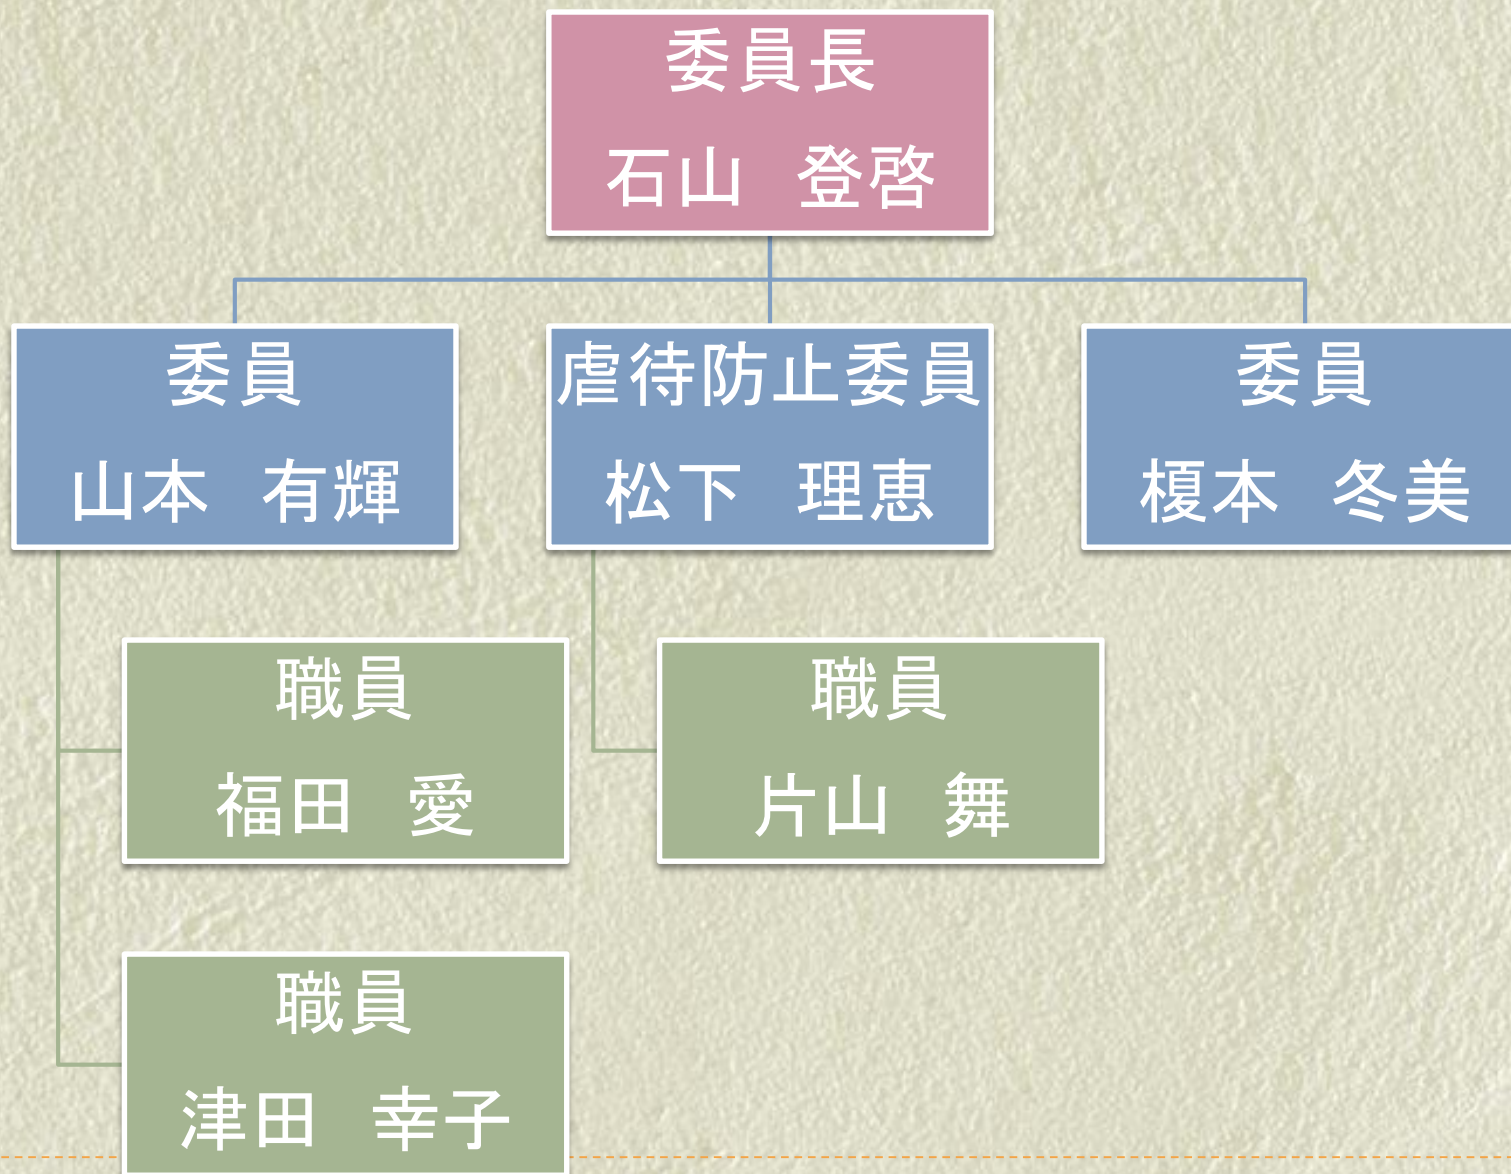 委員長
石山　登啓
委員
山本　有輝
虐待防止委員
松下　理恵
委員
榎本　冬美
職員
福田　愛
職員
片山　舞
職員
津田　幸子